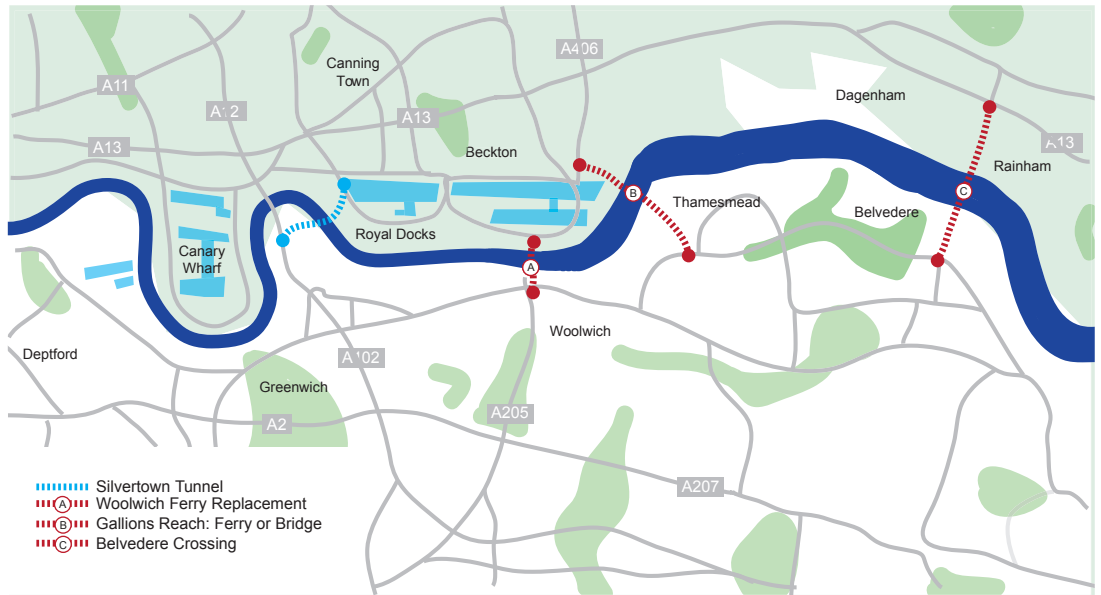 A406
Canning
Town
A11
Dagenham
A12
A13
A13
A13
Beckton
Rainham
B
C
Thamesmead
Belvedere
Royal Docks
Canary
Wharf
A
Woolwich
Deptford
A102
Greenwich
A205
A2
A207
Silvertown Tunnel
A Woolwich Ferry Replacement
B Gallions Reach: Ferry or Bridge
C Belvedere Crossing